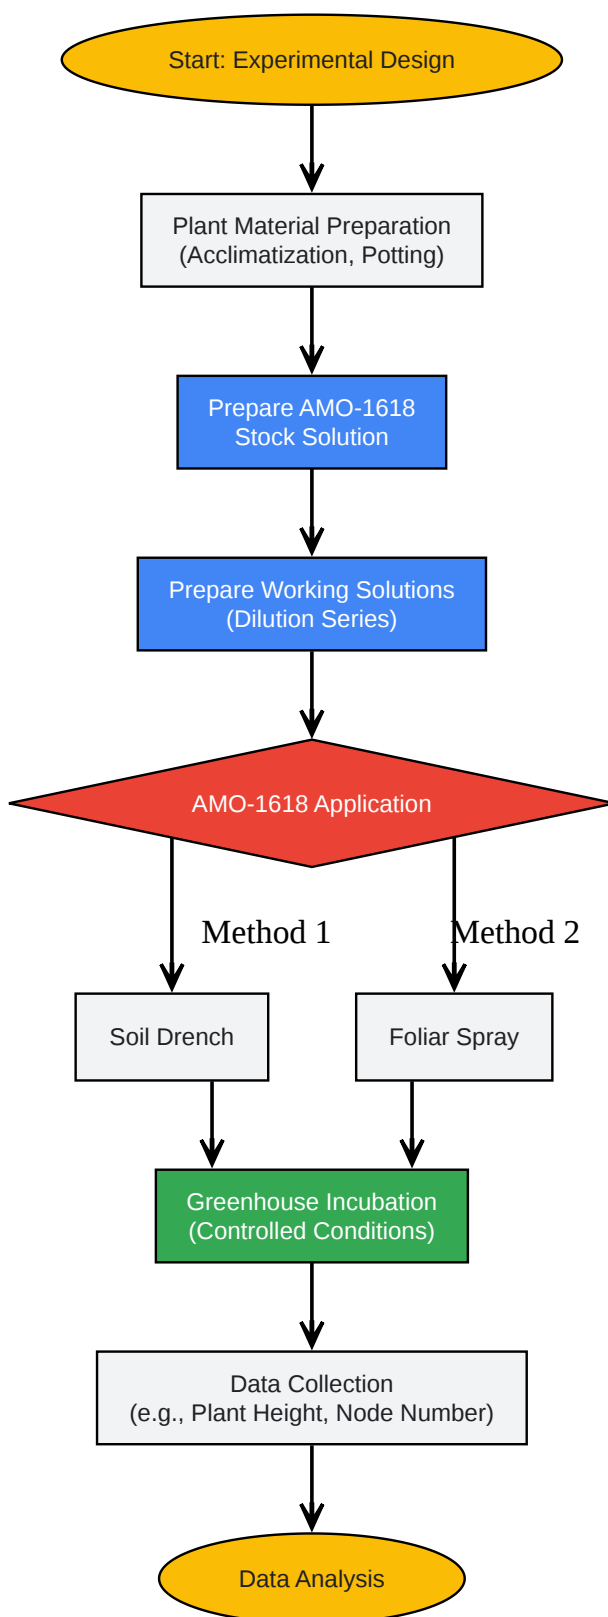 Start: Experimental Design
Plant Material Preparation
(Acclimatization, Potting)
Prepare AMO-1618
Stock Solution
Prepare Working Solutions
(Dilution Series)
AMO-1618 Application
Method 1
Method 2
Soil Drench
Foliar Spray
Greenhouse Incubation
(Controlled Conditions)
Data Collection
(e.g., Plant Height, Node Number)
Data Analysis